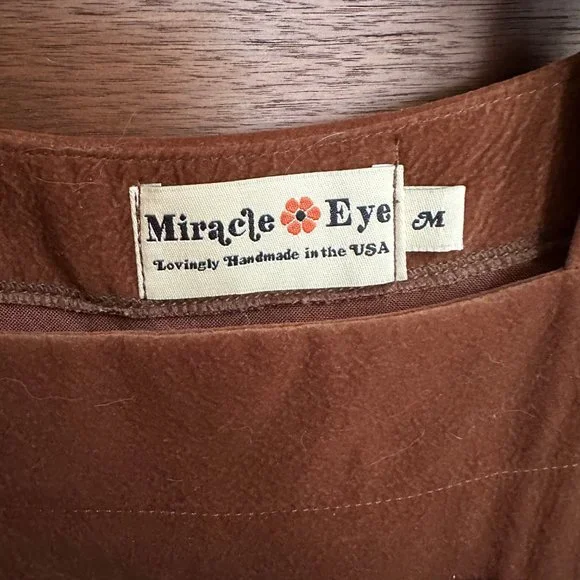 Miracle Eye
Lovingly Handmade in the USA
M